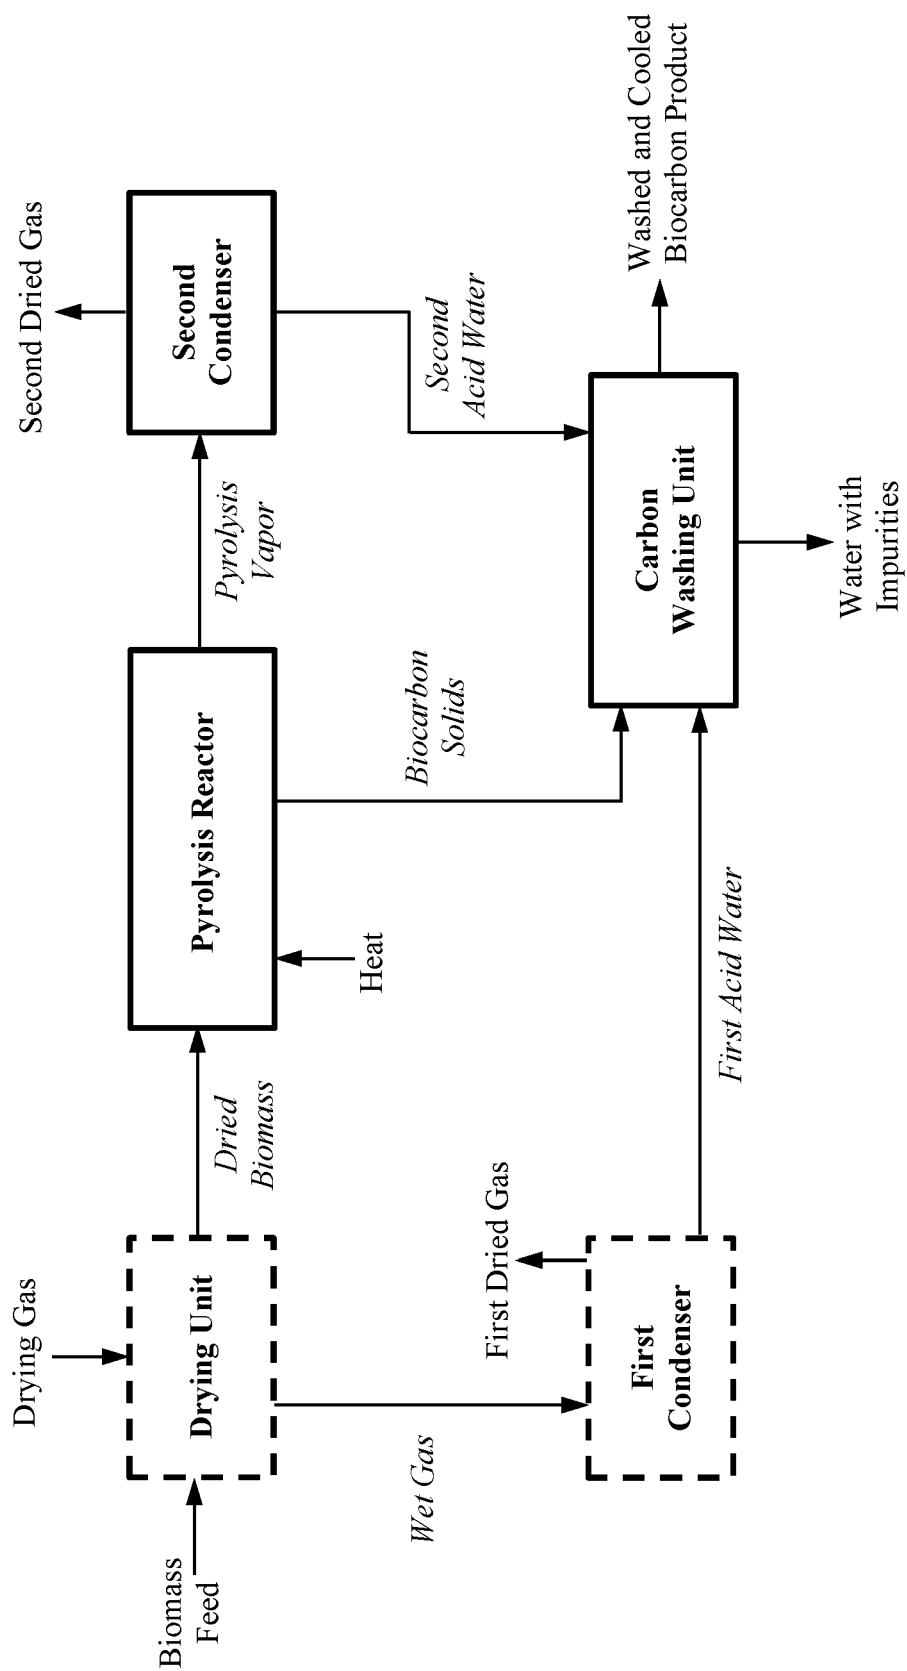 Drying Gas
Second Dried Gas
Biomass
Feed
Drying Unit
Dried
Biomass
Pyrolysis Reactor
Pyrolysis
Vapor
Second
Condenser
Heat
Wet Gas
First Dried Gas
Biocarbon
Solids
Second
Acid Water
First
Condenser
First Acid Water
Carbon
Washing Unit
Washed and Cooled
Biocarbon Product
Water with
Impurities